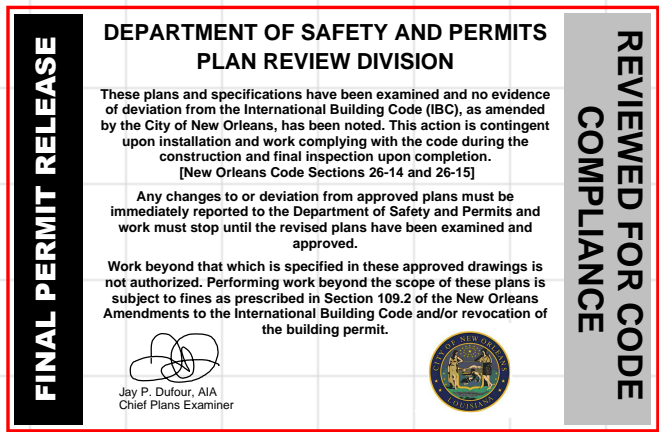 FINAL PERMIT RELEASE
DEPARTMENT OF SAFETY AND PERMITS
PLAN REVIEW DIVISION
These plans and specifications have been examined and no evidence
of deviation from the International Building Code (IBC), as amended
by the City of New Orleans, has been noted. This action is contingent
upon installation and work complying with the code during the
construction and final inspection upon completion.
[New Orleans Code Sections 26-14 and 26-15]
Any changes to or deviation from approved plans must be
immediately reported to the Department of Safety and Permits and
work must stop until the revised plans have been examined and
approved.
Work beyond that which is specified in these approved drawings is
not authorized. Performing work beyond the scope of these plans is
subject to fines as prescribed in Section 109.2 of the New Orleans
Amendments to the International Building Code and/or revocation of
the building permit.
Jay P. Dufour, AIA
Chief Plans Examiner
CITY OF NEW ORLEANS
LOUISIANA
REVIEWED FOR CODE
COMPLIANCE